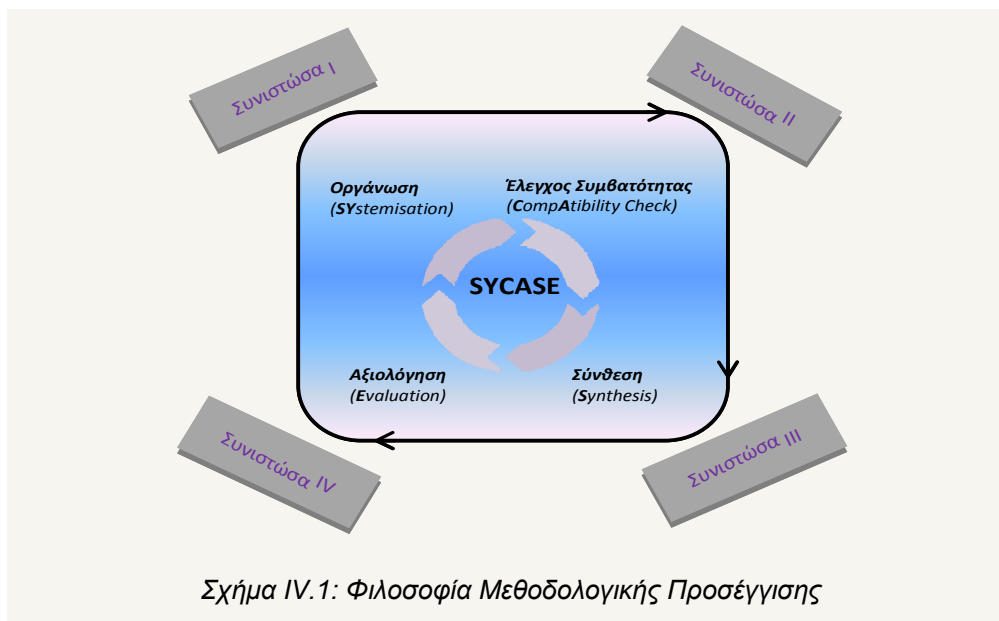 Συνιστώσα I
Συνιστώσα II
Οργάνωση
(SYstemisation)
Έλεγχος Συμβατότητας
(CompAtibility Check)
SYCASE
Αξιολόγηση
(Evaluation)
Σύνθεση
(Synthesis)
Συνιστώσα IV
Συνιστώσα III
Σχήμα IV.1: Φιλοσοφία Μεθοδολογικής Προσέγγισης